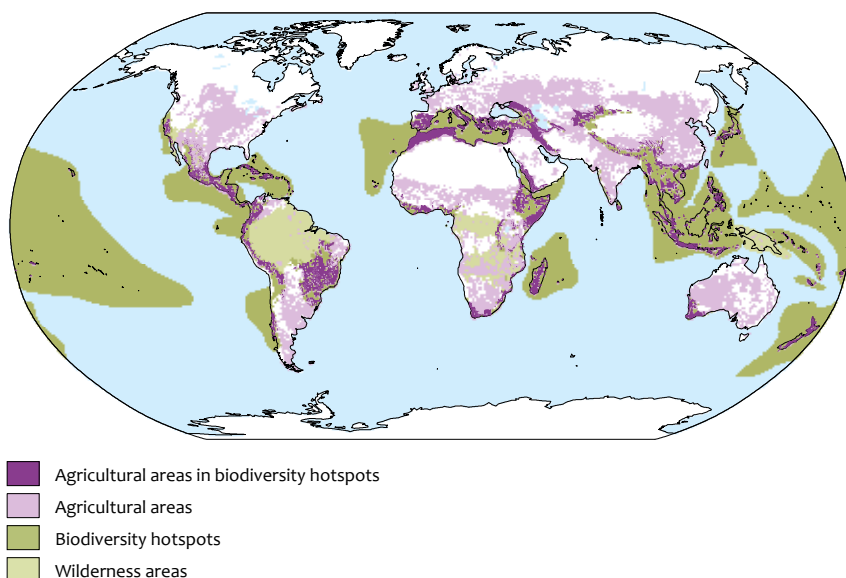 Agricultural areas in biodiversity hotspots
Agricultural areas
Biodiversity hotspots
Wilderness areas